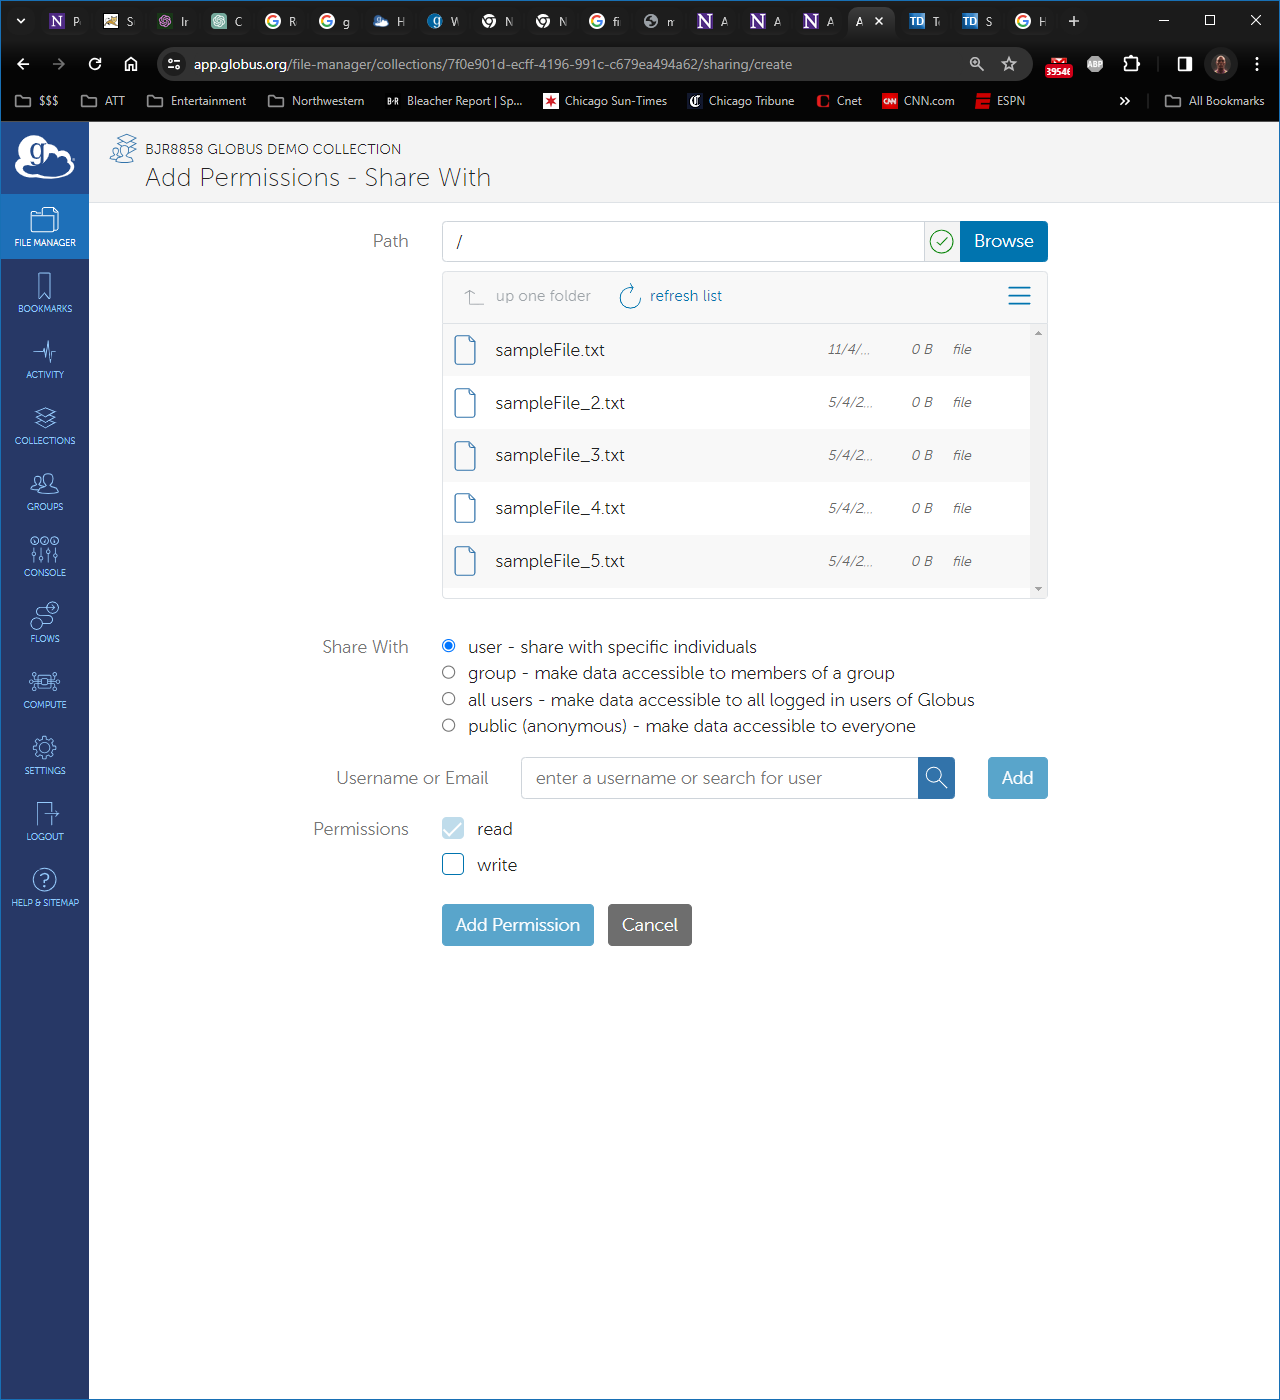 P
S
Ir
C
R
g
H
W
N
N
fi
m
A
A
A
A
T
S
H
app.globus.org/file-manager/collections/7f0e901d-ecff-4196-991c-c679ea494a62/sharing/create
39546
ABP
$$$
ATT
Entertainment
Northwestern
B·R Bleacher Report | Sp...
Chicago Sun-Times
Chicago Tribune
Cnet
CNN.com
ESPN
All Bookmarks
BJR8858 GLOBUS DEMO COLLECTION
Add Permissions - Share With
FILE MANAGER
BOOKMARKS
ACTIVITY
COLLECTIONS
GROUPS
CONSOLE
FLOWS
COMPUTE
SETTINGS
LOGOUT
HELP & SITEMAP
Path / Browse
up one folder refresh list
sampleFile.txt 11/4/... 0 B file
sampleFile_2.txt 5/4/2... 0 B file
sampleFile_3.txt 5/4/2... 0 B file
sampleFile_4.txt 5/4/2... 0 B file
sampleFile_5.txt 5/4/2... 0 B file
Share With user - share with specific individuals
group - make data accessible to members of a group
all users - make data accessible to all logged in users of Globus
public (anonymous) - make data accessible to everyone
Username or Email enter a username or search for user Add
Permissions read
write
Add Permission Cancel